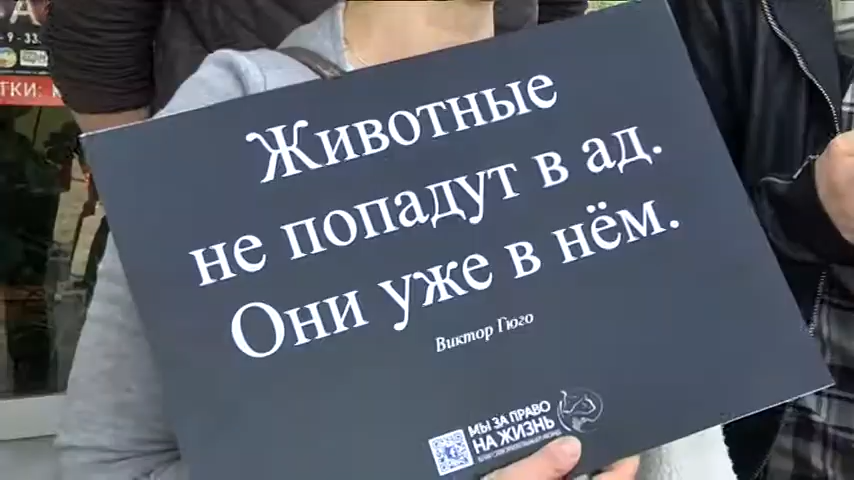 Животные
не попадут в ад.
Они уже в нём.
Виктор Гюго
МЫ ЗА ПРАВО
НА ЖИЗНЬ